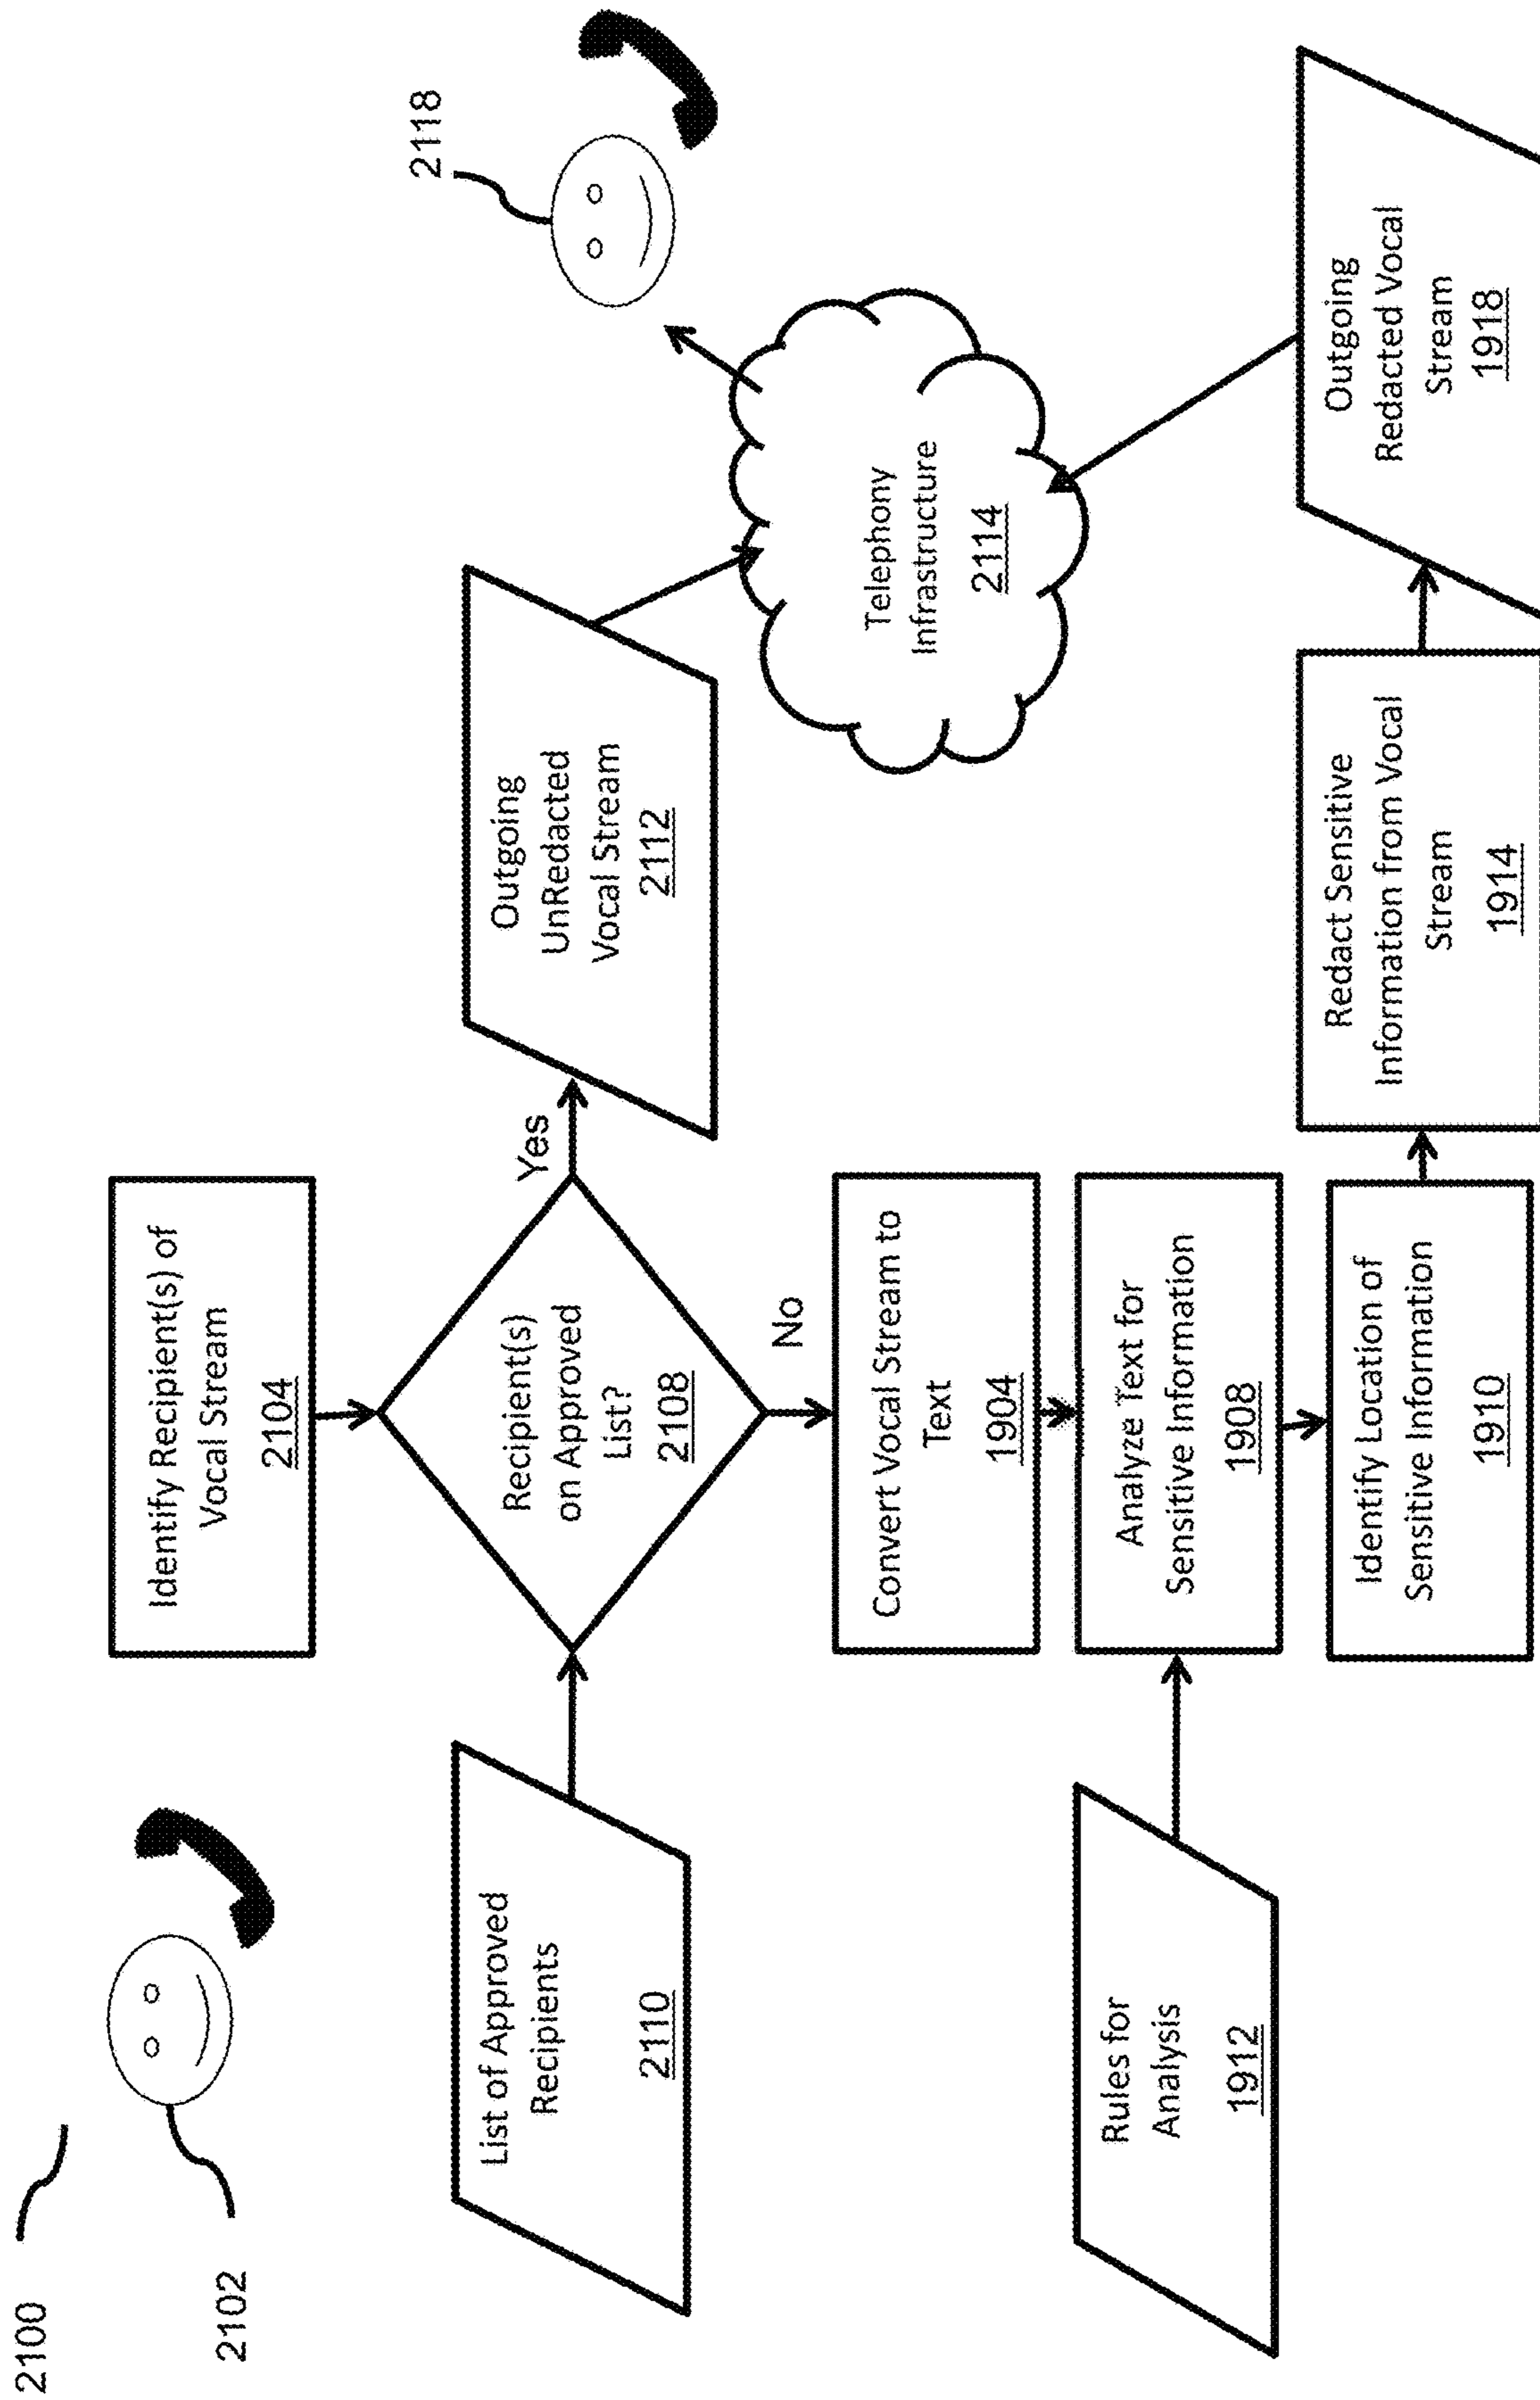 2100
2102
Identify Recipient(s) of
Vocal Stream
2104
2118
List of Approved
Recipients
2110
Recipient(s)
on Approved
List?
2108
Yes
Outgoing
UnRedacted
Vocal Stream
2112
No
Telephony
Infrastructure
2114
Convert Vocal Stream to
Text
1904
Rules for
Analysis
1912
Analyze Text for
Sensitive Information
1908
Identify Location of
Sensitive Information
1910
Redact Sensitive
Information from Vocal
Stream
1914
Outgoing
Redacted Vocal
Stream
1918